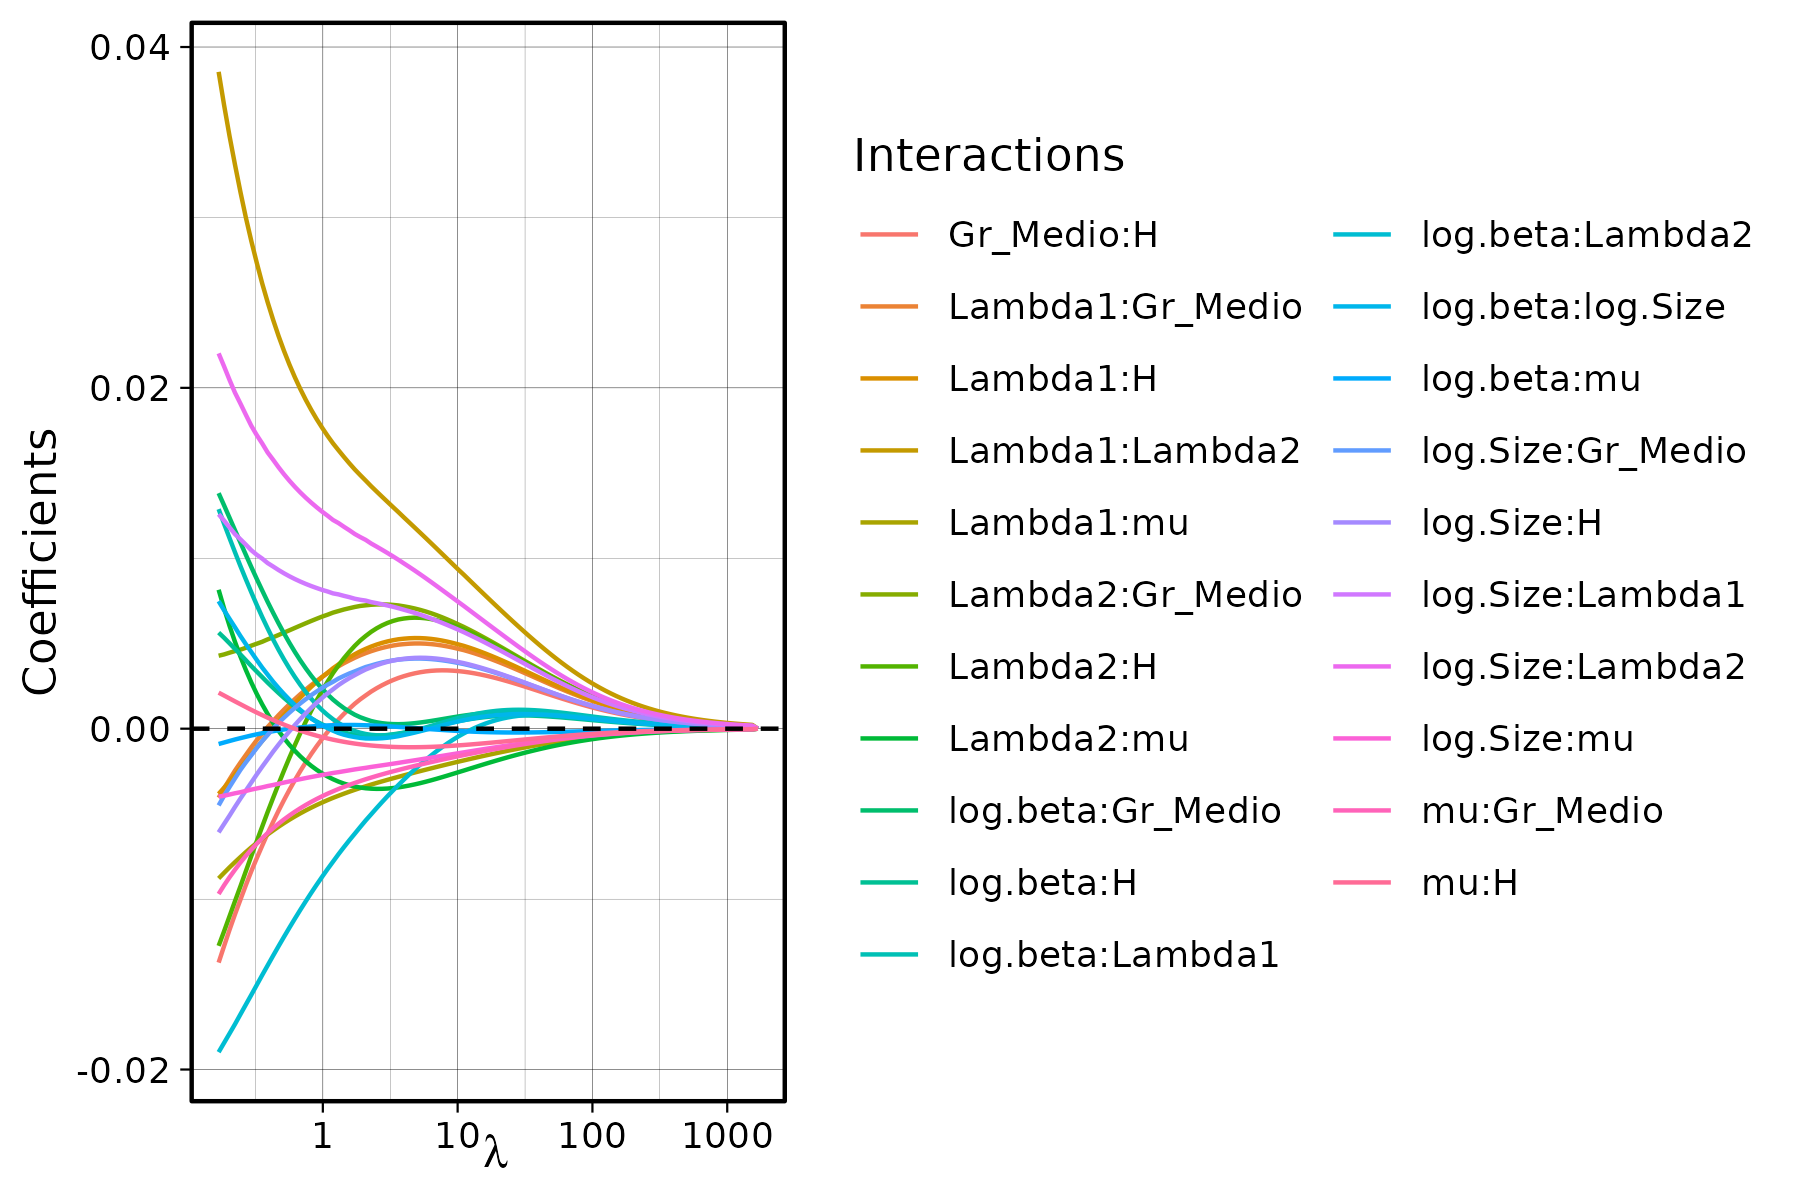 0.04
0.02
0.00
-0.02
Coefficients
1
10
100
1000
λ
Interactions
Gr_Medio:H
Lambda1:Gr_Medio
Lambda1:H
Lambda1:Lambda2
Lambda1:mu
Lambda2:Gr_Medio
Lambda2:H
Lambda2:mu
log.beta:Gr_Medio
log.beta:H
log.beta:Lambda1
log.beta:Lambda2
log.beta:log.Size
log.beta:mu
log.Size:Gr_Medio
log.Size:H
log.Size:Lambda1
log.Size:Lambda2
log.Size:mu
mu:Gr_Medio
mu:H